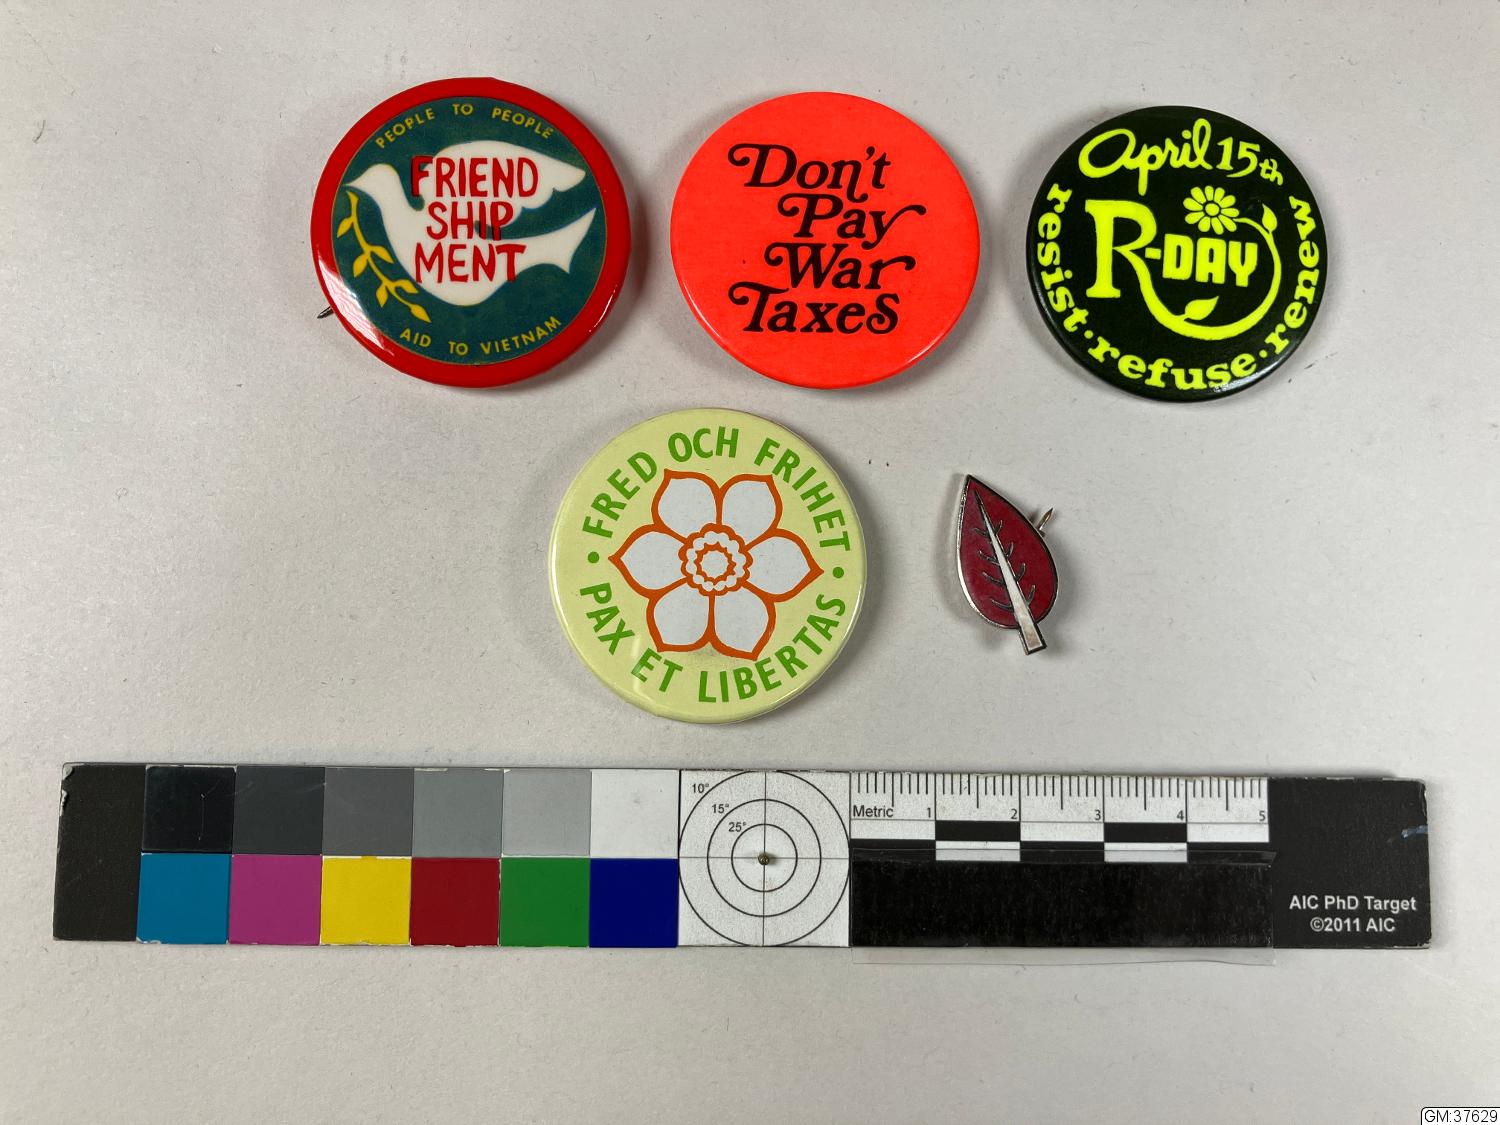 PEOPLE TO PEOPLE
FRIEND
SHIP
MENT
AID TO VIETNAM
Don't
Pay
War
Taxes
April 15th
R-DAY
resist·refuse·renew
• FRED OCH FRIHET •
PAX ET LIBERTAS
10°
15°
25°
Metric 1 2 3 4 5
AIC PhD Target
©2011 AIC
GM:37629